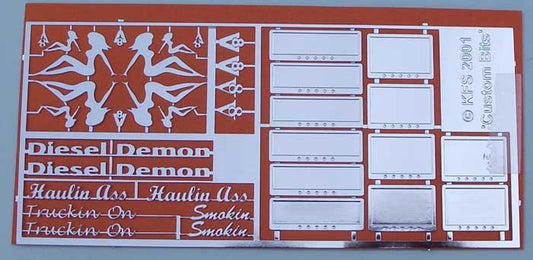 Diesel Demon
Diesel Demon
Haulin Ass Haulin Ass
Truckin On Smokin
Truckin On Smokin
© KFS 2001
'Custom Bits'